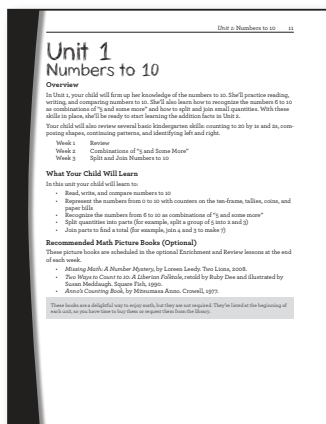 Unit 1: Numbers to 10 11
Unit 1
Numbers to 10
Overview
In Unit 1, your child will firm up her knowledge of the numbers to 10. She'll practice reading,
writing, and comparing numbers to 10. She'll also learn how to recognize the numbers 6 to 10
as combinations of "5 and some more" and how to split and join small quantities. With these
skills in place, she'll be ready to start learning the addition facts in Unit 2.
Your child will also review several basic kindergarten skills: counting to 20 by 1s and 2s, com-
posing shapes, continuing patterns, and identifying left and right.
Week 1 Review
Week 2 Combinations of "5 and Some More"
Week 3 Split and Join Numbers to 10
What Your Child Will Learn
In this unit your child will learn to:
• Read, write, and compare numbers to 10
• Represent the numbers from 0 to 10 with counters on the ten-frame, tallies, coins, and
paper bills
• Recognize the numbers from 6 to 10 as combinations of "5 and some more"
• Split quantities into parts (for example, split a group of 5 into 2 and 3)
• Join parts to find a total (for example, join 4 and 3 to make 7)
Recommended Math Picture Books (Optional)
These picture books are scheduled in the optional Enrichment and Review lessons at the end
of each week.
• Missing Math: A Number Mystery, by Loreen Leedy. Two Lions, 2008.
• Two Ways to Count to 10: A Liberian Folktale, retold by Ruby Dee and illustrated by
Susan Meddaugh. Square Fish, 1990.
• Anno's Counting Book, by Mitsumasa Anno. Crowell, 1977.
These books are a delightful way to enjoy math, but they are not required. They're listed at the beginning of
each unit, so you have time to buy them or request them from the library.